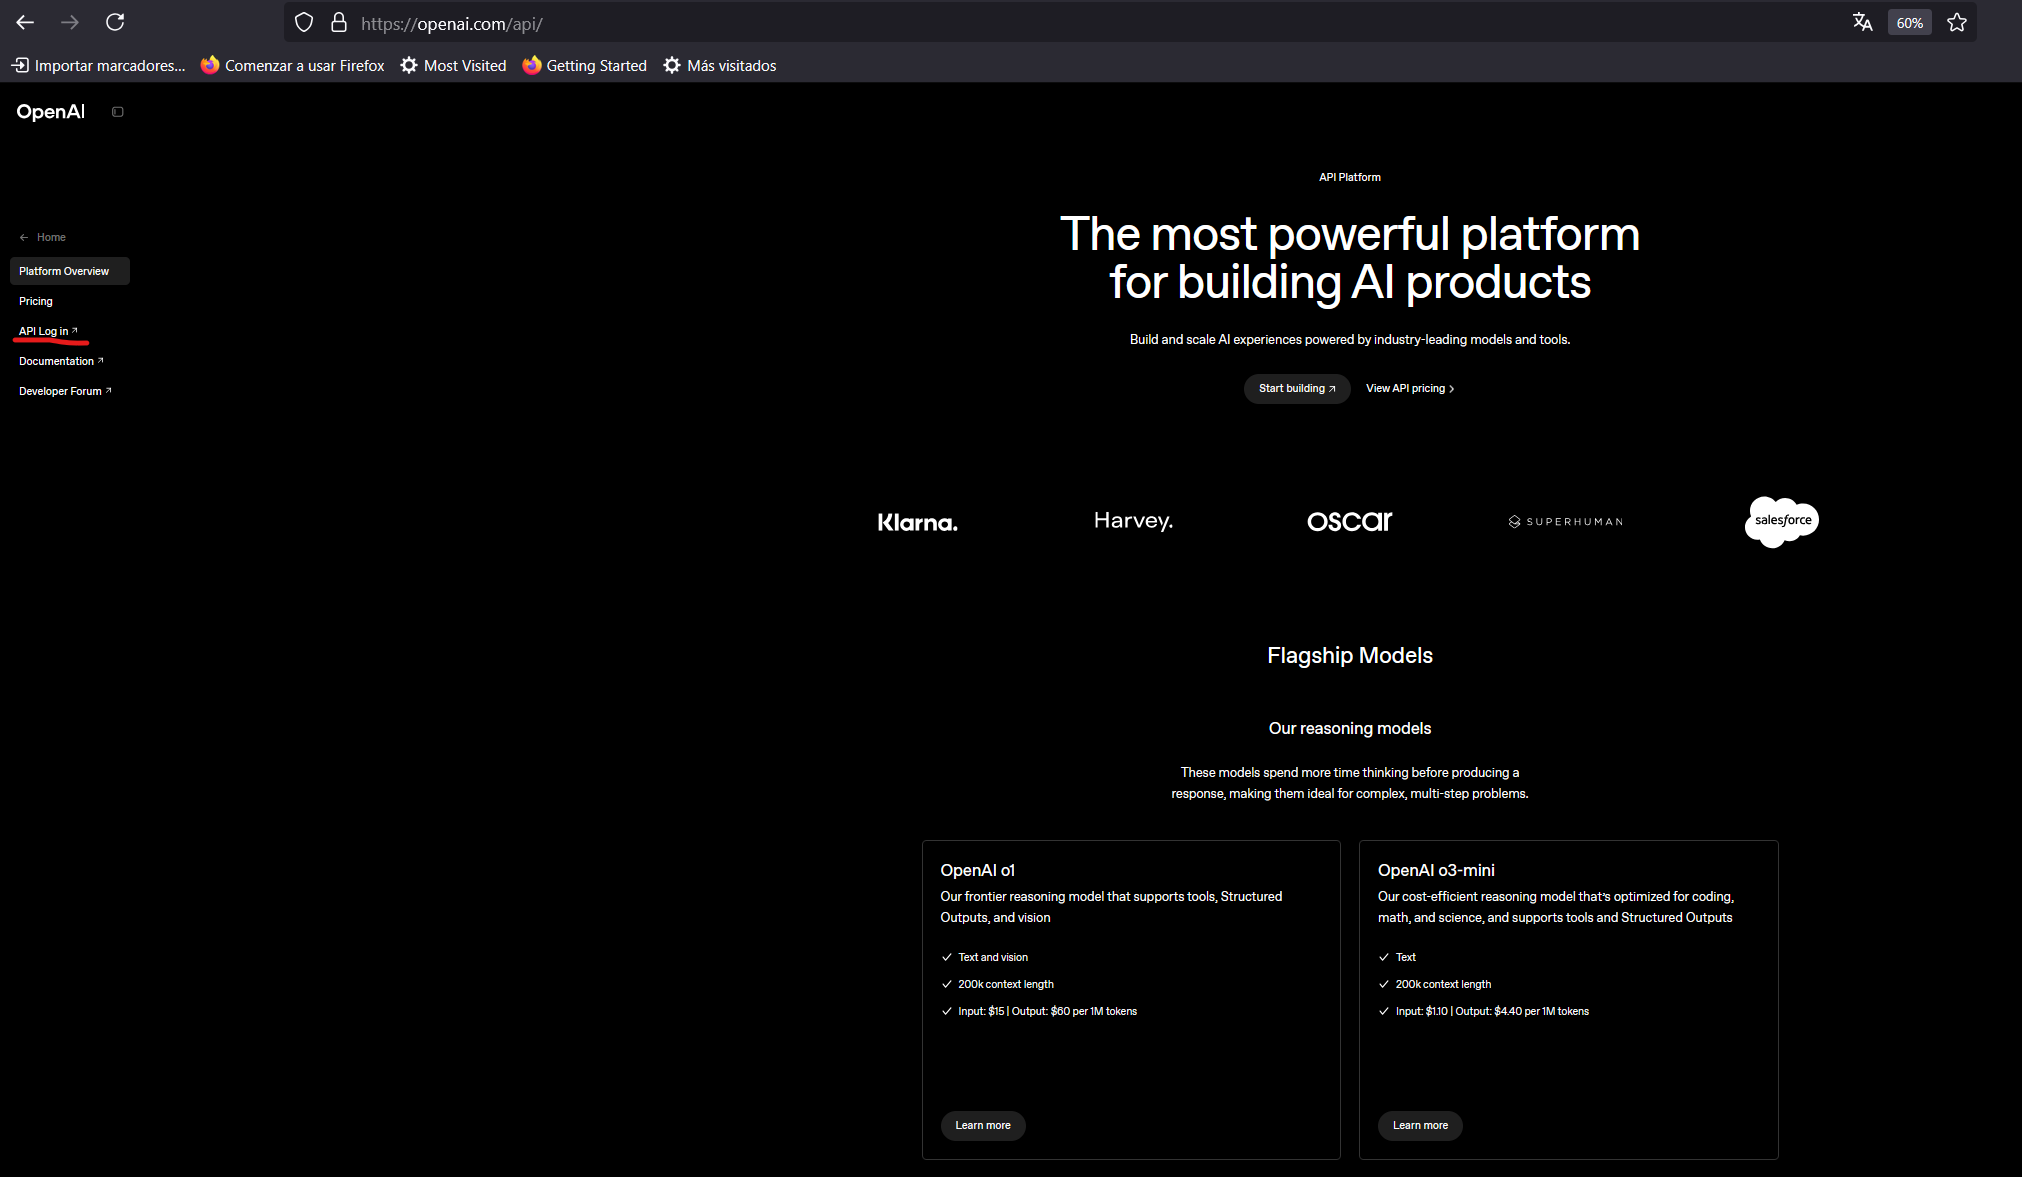 https://openai.com/api/
60%
Importar marcadores...
Comenzar a usar Firefox
Most Visited
Getting Started
Más visitados
OpenAI
Home
Platform Overview
Pricing
API Log in
Documentation
Developer Forum
API Platform
The most powerful platform
for building AI products
Build and scale AI experiences powered by industry-leading models and tools.
Start building
View API pricing
Klarna.
Harvey.
oscar
SUPERHUMAN
salesforce
Flagship Models
Our reasoning models
These models spend more time thinking before producing a
response, making them ideal for complex, multi-step problems.
OpenAI o1
Our frontier reasoning model that supports tools, Structured
Outputs, and vision
Text and vision
200k context length
Input: $15 | Output: $60 per 1M tokens
Learn more
OpenAI o3-mini
Our cost-efficient reasoning model that's optimized for coding,
math, and science, and supports tools and Structured Outputs
Text
200k context length
Input: $1.10 | Output: $4.40 per 1M tokens
Learn more